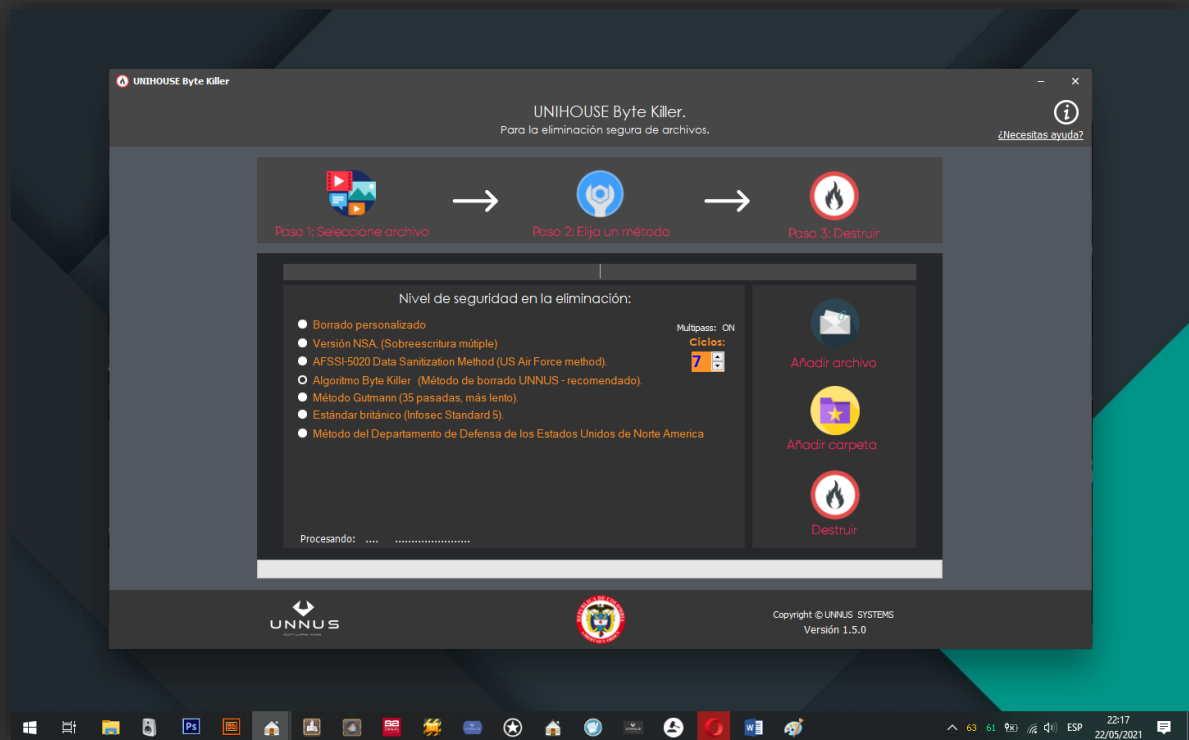 UNIHOUSE Byte Killer
UNIHOUSE Byte Killer.
Para la eliminación segura de archivos.
¿Necesitas ayuda?
Paso 1: Seleccione archivo
Paso 2: Elija un método
Paso 3: Destruir
Nivel de seguridad en la eliminación:
Borrado personalizado
Versión NSA, (Sobreescritura mútiple)
AFSSI-5020 Data Sanitization Method (US Air Force method).
Algoritmo Byte Killer (Método de borrado UNNUS - recomendado).
Método Gutmann (35 pasadas, más lento).
Estándar británico (Infosec Standard 5).
Método del Departamento de Defensa de los Estados Unidos de Norte America
Multipass: ON
Ciclos:
7
Procesando: .... .......................
Añadir archivo
Añadir carpeta
Destruir
UNNUS
Copyright © UNNUS SYSTEMS
Versión 1.5.0
Ps
63 61 ESP
22:17
22/05/2021